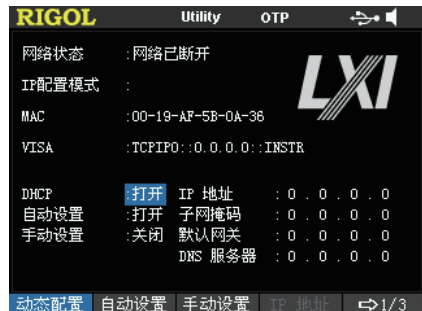 RIGOL Utility OTP
网络状态 :网络已断开
IP配置模式 :
LXI
MAC :00-19-AF-5B-0A-36
VISA :TCPIP0::0.0.0.0::INSTR
DHCP :打开 IP 地址 :0 . 0 . 0 . 0
自动设置 :打开 子网掩码 :0 . 0 . 0 . 0
手动设置 :关闭 默认网关 :0 . 0 . 0 . 0
DNS 服务器 :0 . 0 . 0 . 0
动态配置 自动设置 手动设置 IP 地址 ⇨1/3